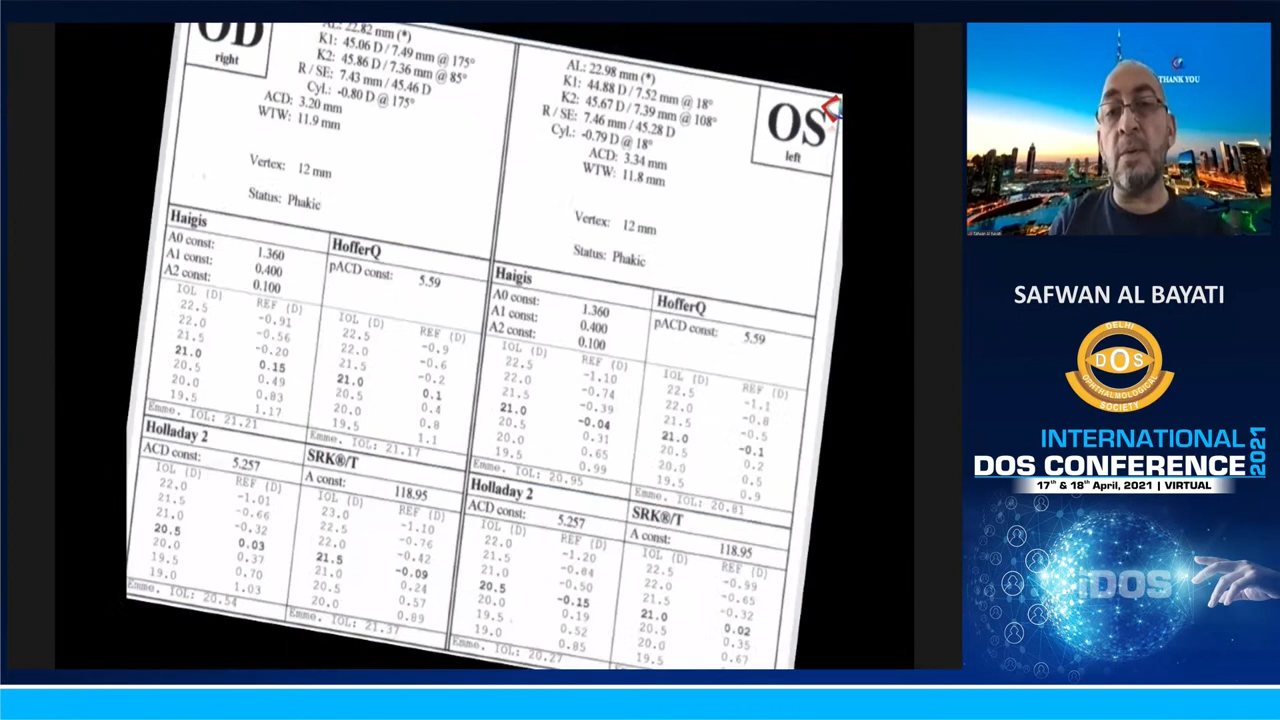 OD
right
AL: 22.82 mm (*)
K1: 45.06 D / 7.49 mm @ 175°
K2: 45.86 D / 7.36 mm @ 85°
R / SE: 7.43 mm / 45.46 D
Cyl.: -0.80 D @ 175°
ACD: 3.20 mm
WTW: 11.9 mm
Vertex: 12 mm
Status: Phakic
Haigis
A0 const: 1.360
A1 const: 0.400
A2 const: 0.100
IOL (D) REF (D)
22.5 -0.91
22.0 -0.56
21.5 -0.20
21.0 0.15
20.5 0.49
20.0 0.83
19.5 1.17
Emme. IOL: 21.21
HofferQ
pACD const: 5.59
IOL (D) REF (D)
22.5 -0.9
22.0 -0.6
21.5 -0.2
21.0 0.1
20.5 0.4
20.0 0.8
19.5 1.1
Emme. IOL: 21.17
Holladay 2
ACD const: 5.257
IOL (D) REF (D)
22.0 -1.01
21.5 -0.66
21.0 -0.32
20.5 0.03
20.0 0.37
19.5 0.70
19.0 1.03
Emme. IOL: 20.54
SRK®/T
A const: 118.95
IOL (D) REF (D)
23.0 -1.10
22.5 -0.76
22.0 -0.42
21.5 -0.09
21.0 0.24
20.5 0.57
20.0 0.89
Emme. IOL: 21.37
AL: 22.98 mm (*)
K1: 44.88 D / 7.52 mm @ 18°
K2: 45.67 D / 7.39 mm @ 108°
R / SE: 7.46 mm / 45.28 D
Cyl.: -0.79 D @ 18°
ACD: 3.34 mm
WTW: 11.8 mm
OS
left
Vertex: 12 mm
Status: Phakic
Haigis
A0 const: 1.360
A1 const: 0.400
A2 const: 0.100
IOL (D) REF (D)
22.5 -1.10
22.0 -0.74
21.5 -0.39
21.0 -0.04
20.5 0.31
20.0 0.65
19.5 0.99
Emme. IOL: 20.95
HofferQ
pACD const: 5.59
IOL (D) REF (D)
22.5 -1.1
22.0 -0.8
21.5 -0.5
21.0 -0.1
20.5 0.2
20.0 0.5
19.5 0.9
Emme. IOL: 20.81
Holladay 2
ACD const: 5.257
IOL (D) REF (D)
22.0 -1.20
21.5 -0.84
21.0 -0.50
20.5 -0.15
20.0 0.19
19.5 0.52
19.0 0.85
Emme. IOL: 20.27
SRK®/T
A const: 118.95
IOL (D) REF (D)
22.5 -0.99
22.0 -0.65
21.5 -0.32
21.0 0.02
20.5 0.35
20.0 0.67
19.5
THANK YOU
SAFWAN AL BAYATI
DELHI
DOS
OPHTHALMOLOGICAL
SOCIETY
INTERNATIONAL
DOS CONFERENCE
2021
17th & 18th April, 2021 | VIRTUAL
iDOS